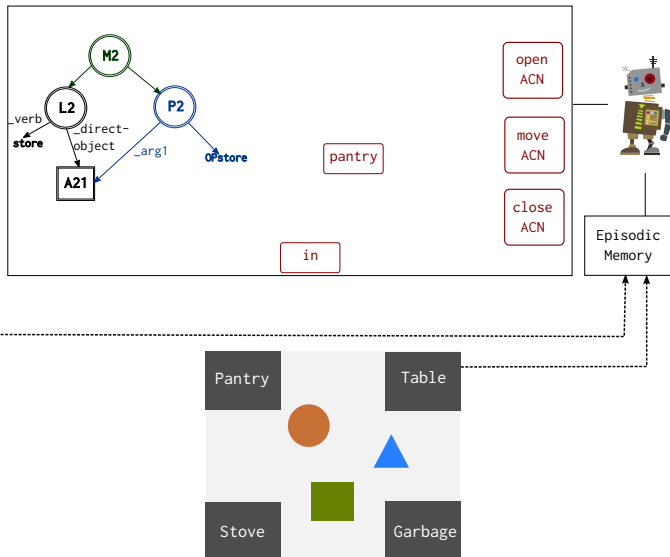 M2
L2
P2
_verb
store
_direct-
object
_arg1
OPstore
A21
pantry
in
open
ACN
move
ACN
close
ACN
Episodic
Memory
Pantry
Table
Stove
Garbage